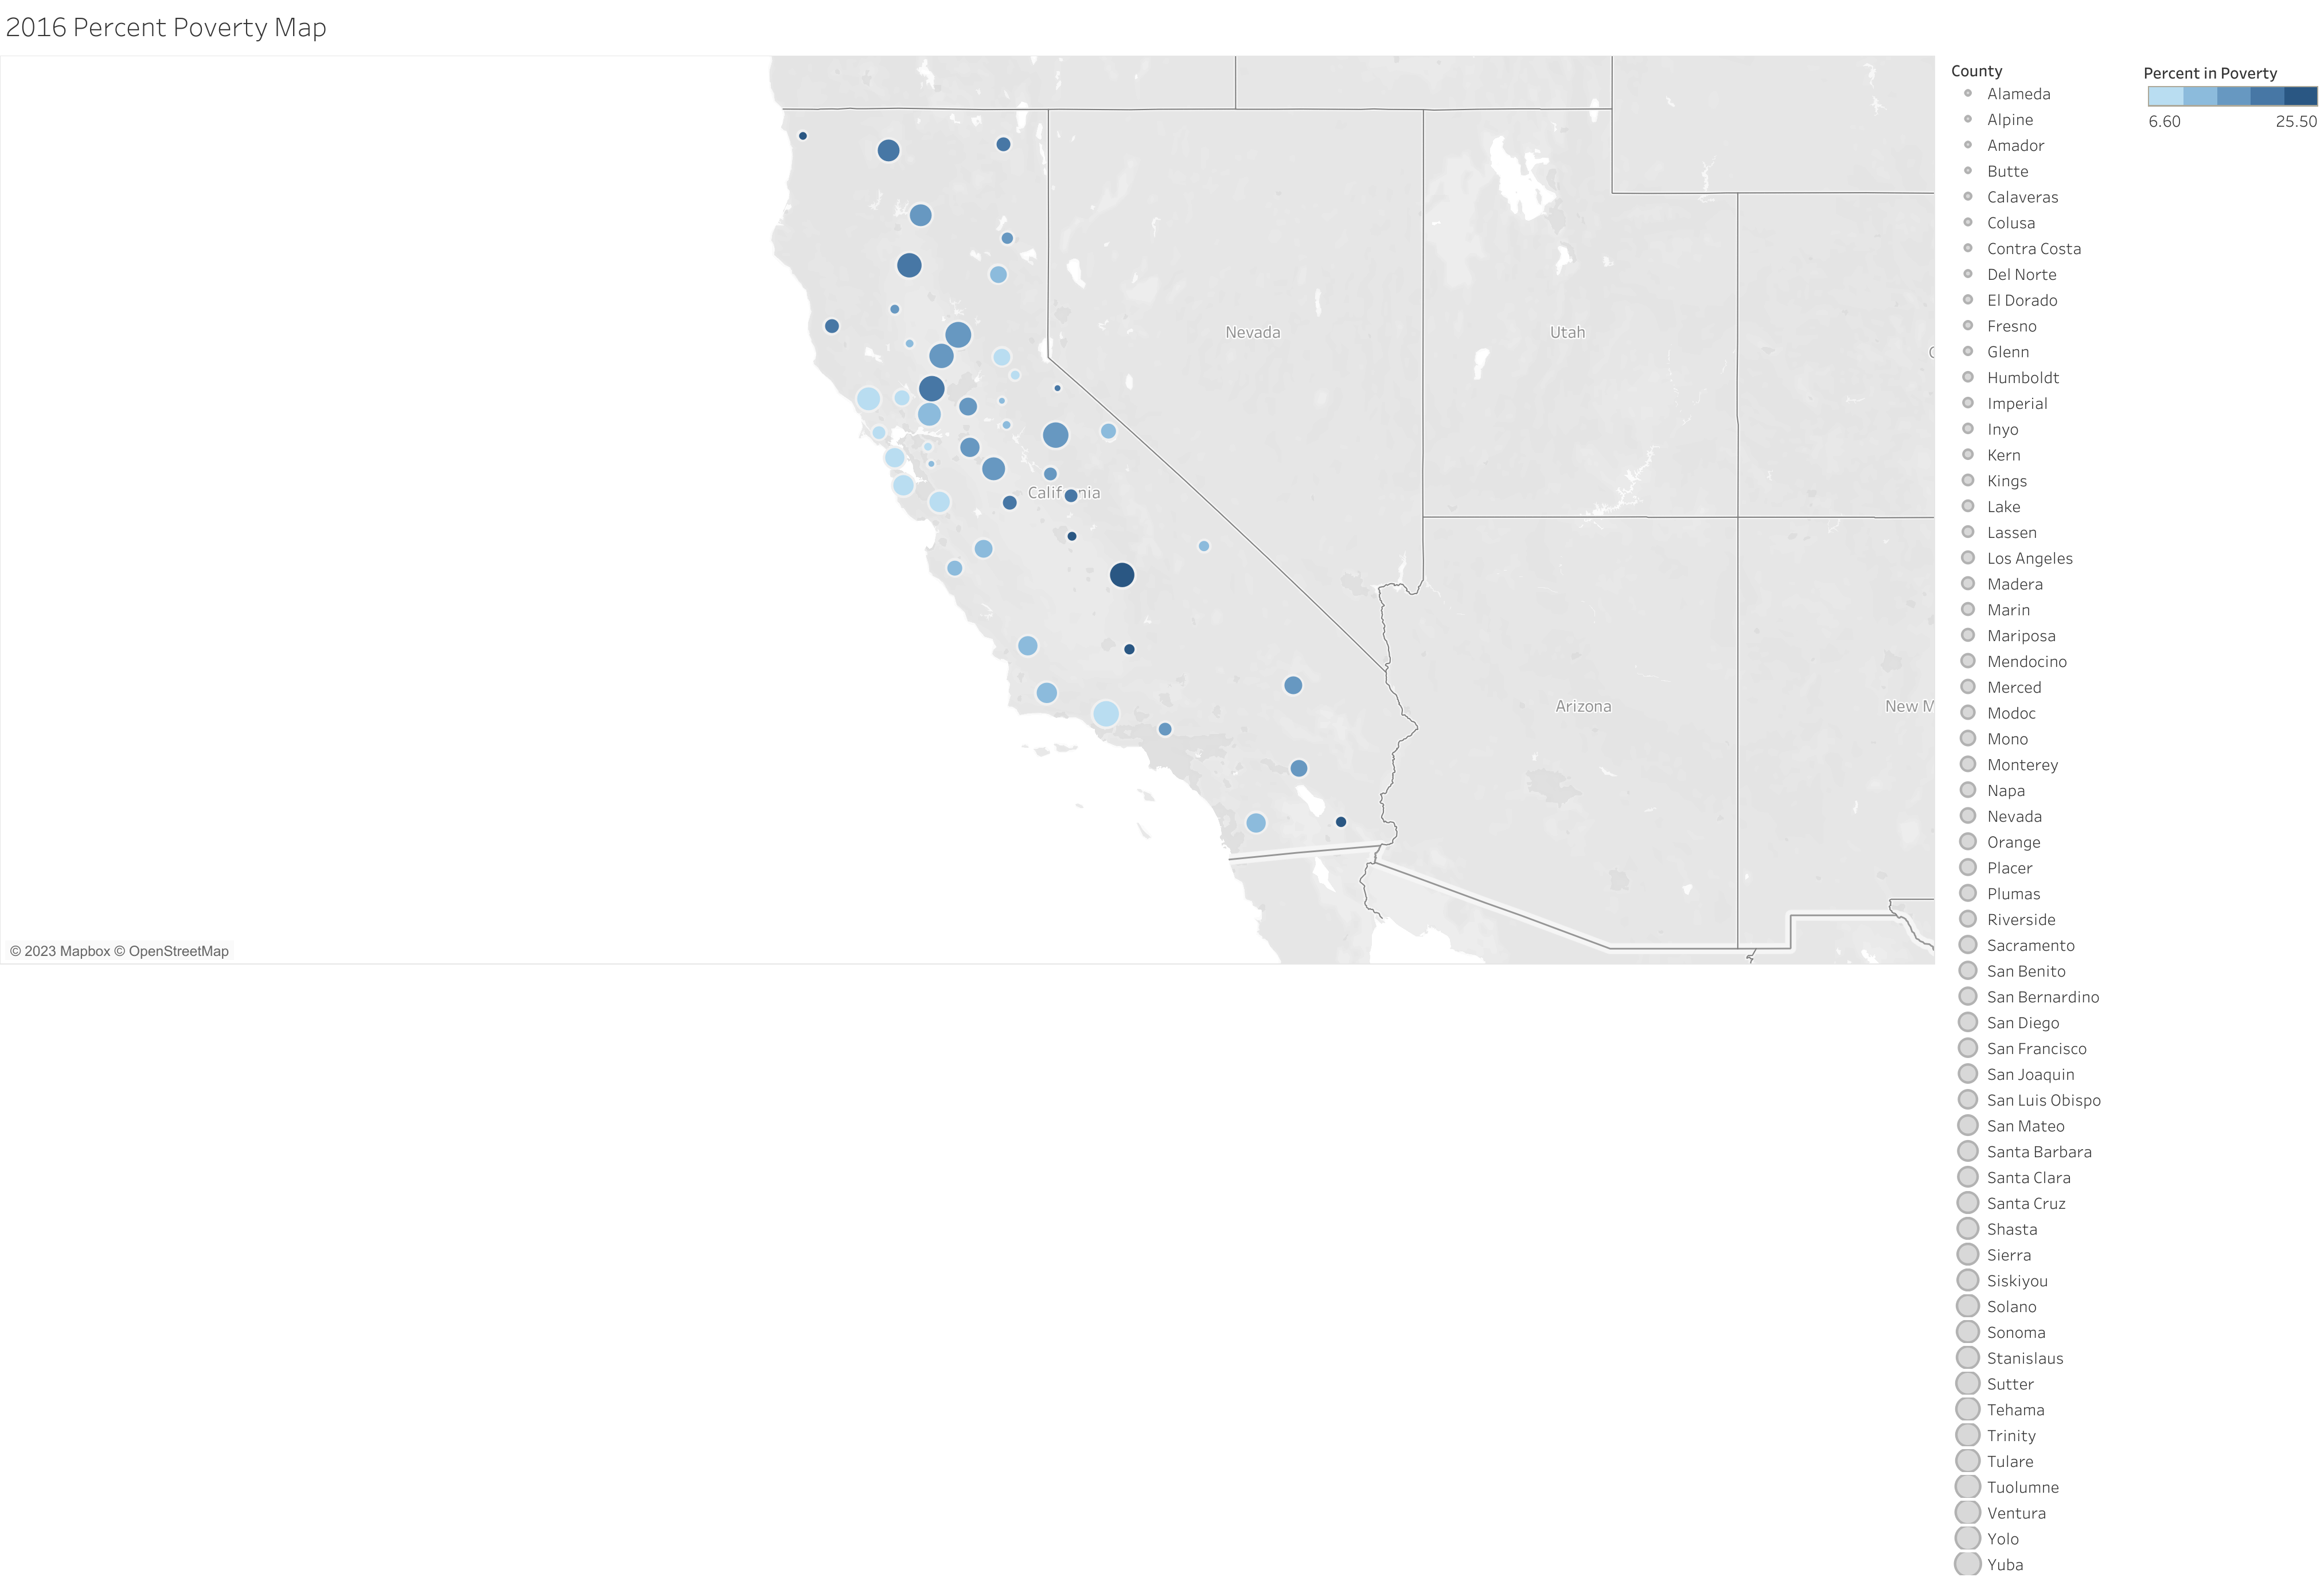 2016 Percent Poverty Map
Nevada
Utah
California
Arizona
New M
© 2023 Mapbox © OpenStreetMap
County
Alameda
Alpine
Amador
Butte
Calaveras
Colusa
Contra Costa
Del Norte
El Dorado
Fresno
Glenn
Humboldt
Imperial
Inyo
Kern
Kings
Lake
Lassen
Los Angeles
Madera
Marin
Mariposa
Mendocino
Merced
Modoc
Mono
Monterey
Napa
Nevada
Orange
Placer
Plumas
Riverside
Sacramento
San Benito
San Bernardino
San Diego
San Francisco
San Joaquin
San Luis Obispo
San Mateo
Santa Barbara
Santa Clara
Santa Cruz
Shasta
Sierra
Siskiyou
Solano
Sonoma
Stanislaus
Sutter
Tehama
Trinity
Tulare
Tuolumne
Ventura
Yolo
Yuba
Percent in Poverty
6.60 25.50